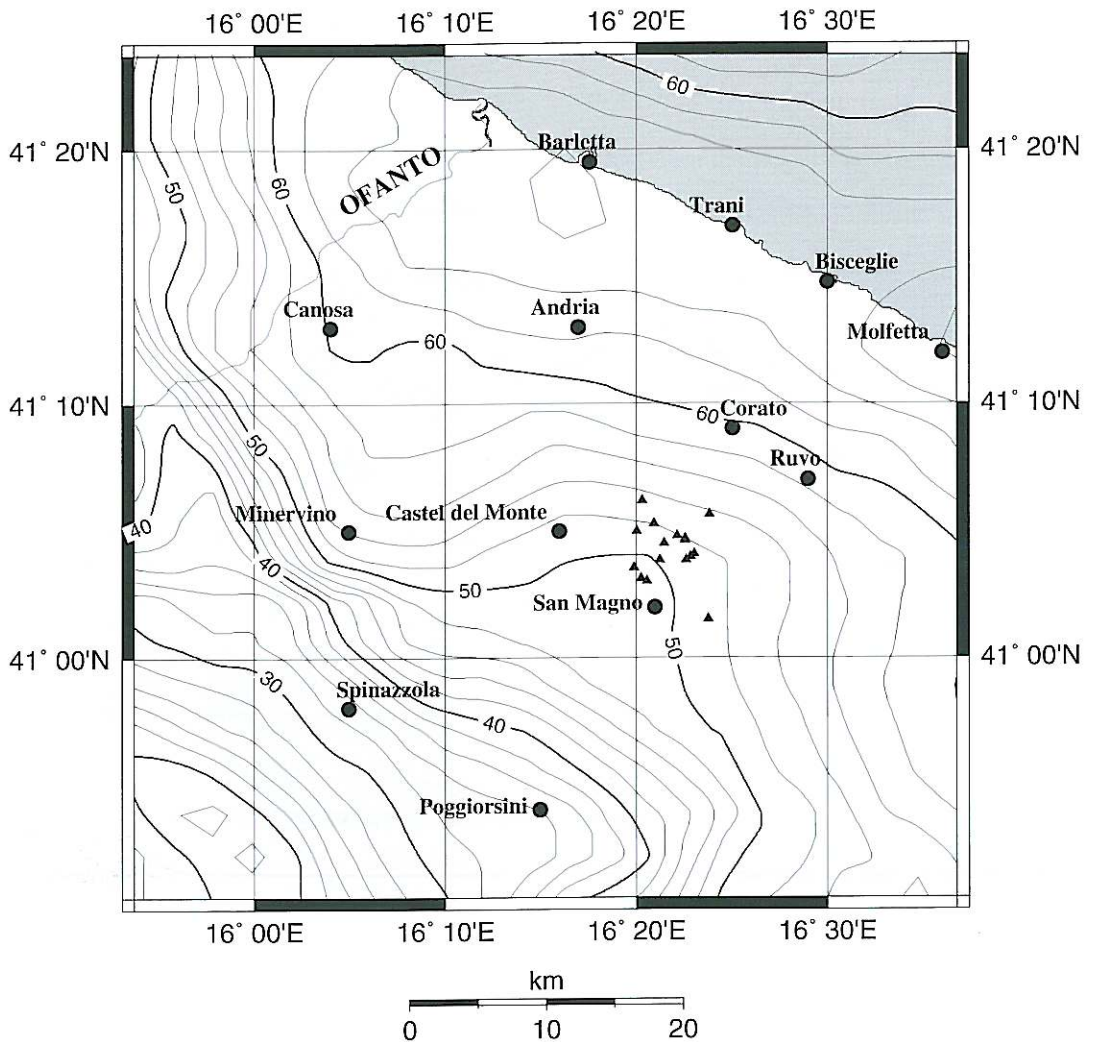 16° 00'E 16° 10'E 16° 20'E 16° 30'E
60
41° 20'N Barletta 41° 20'N
50 60 OFANTO
Trani
Bisceglie
Canosa Andria
Molfetta
60
41° 10'N 60 Corato 41° 10'N
50
Ruvo
40 Minervino Castel del Monte
40
50
San Magno
50
41° 00'N 41° 00'N
30
Spinazzola
40
Poggiorsini
16° 00'E 16° 10'E 16° 20'E 16° 30'E
km
0 10 20